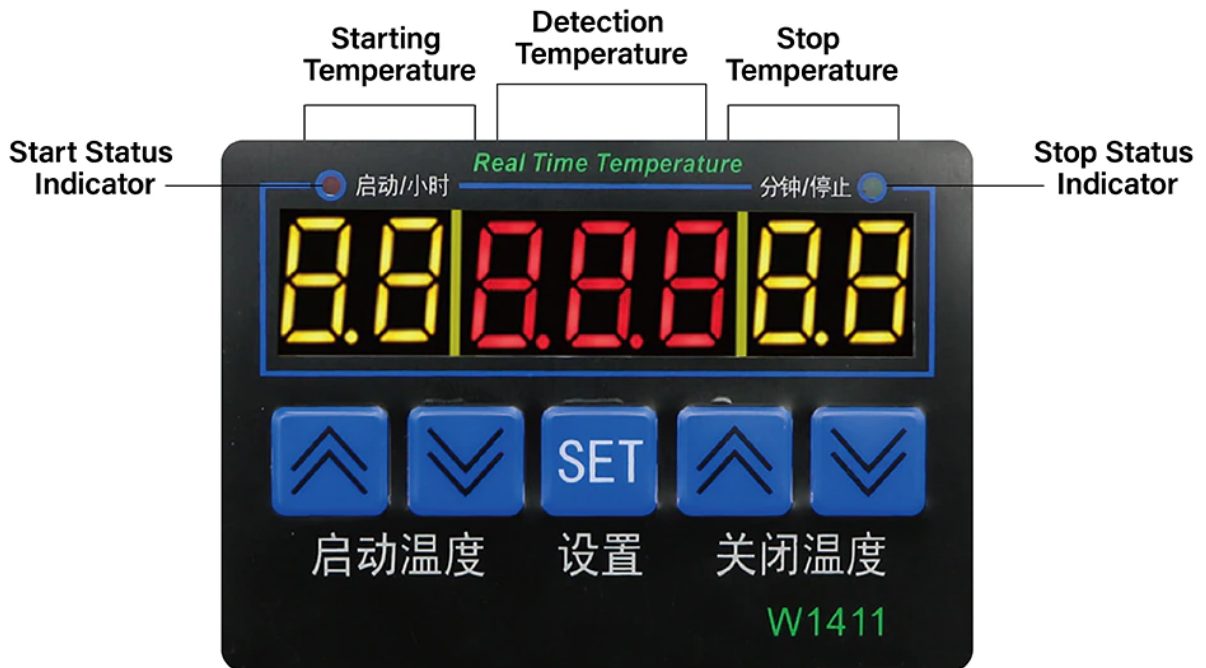 Starting
Temperature
Detection
Temperature
Stop
Temperature
Start Status
Indicator
Stop Status
Indicator
Real Time Temperature
启动/小时
分钟/停止
8.8
8.8.8.
8.8
SET
启动温度
设置
关闭温度
W1411